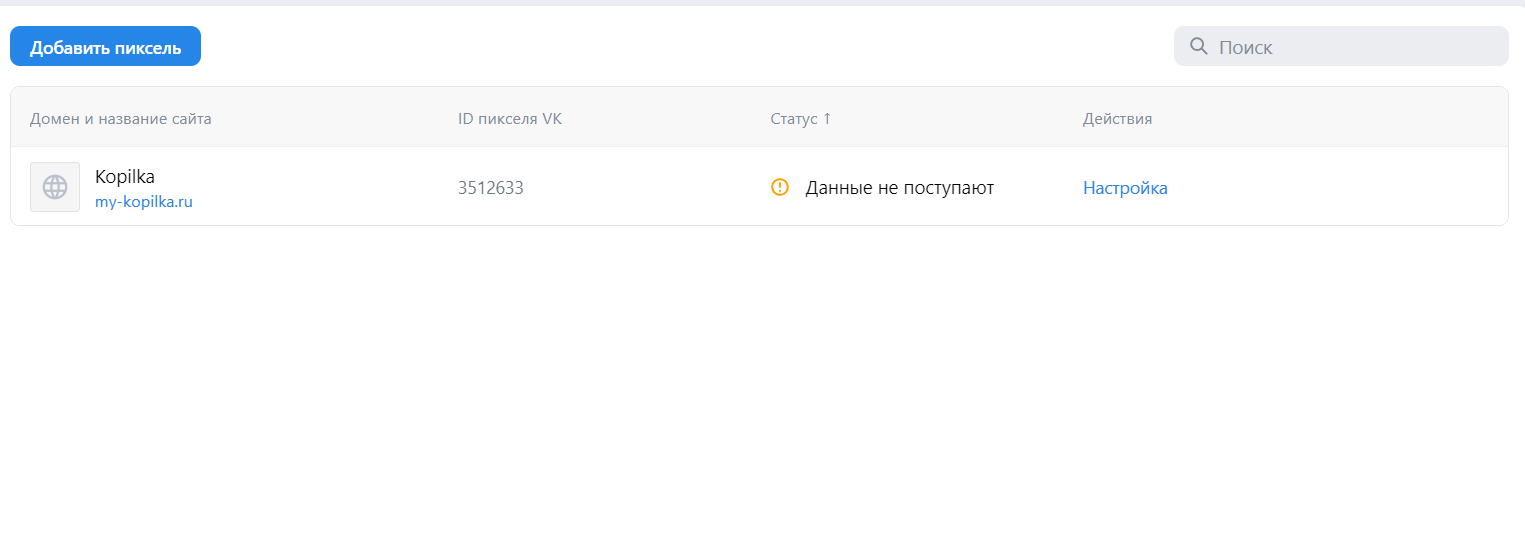 Добавить пиксель
Поиск
Домен и название сайта
ID пикселя VK
Статус ↑
Действия
Kopilka
my-kopilka.ru
3512633
Данные не поступают
Настройка